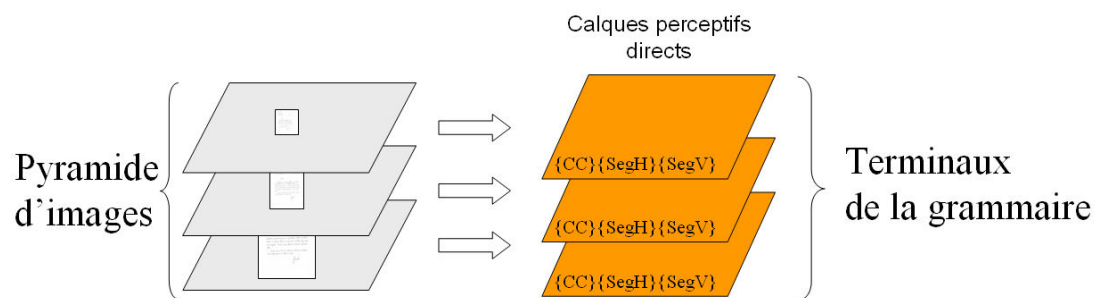 Calques perceptifs
directs
Pyramide
d'images
{CC}{SegH}{SegV}
{CC}{SegH}{SegV}
{CC}{SegH}{SegV}
Terminaux
de la grammaire